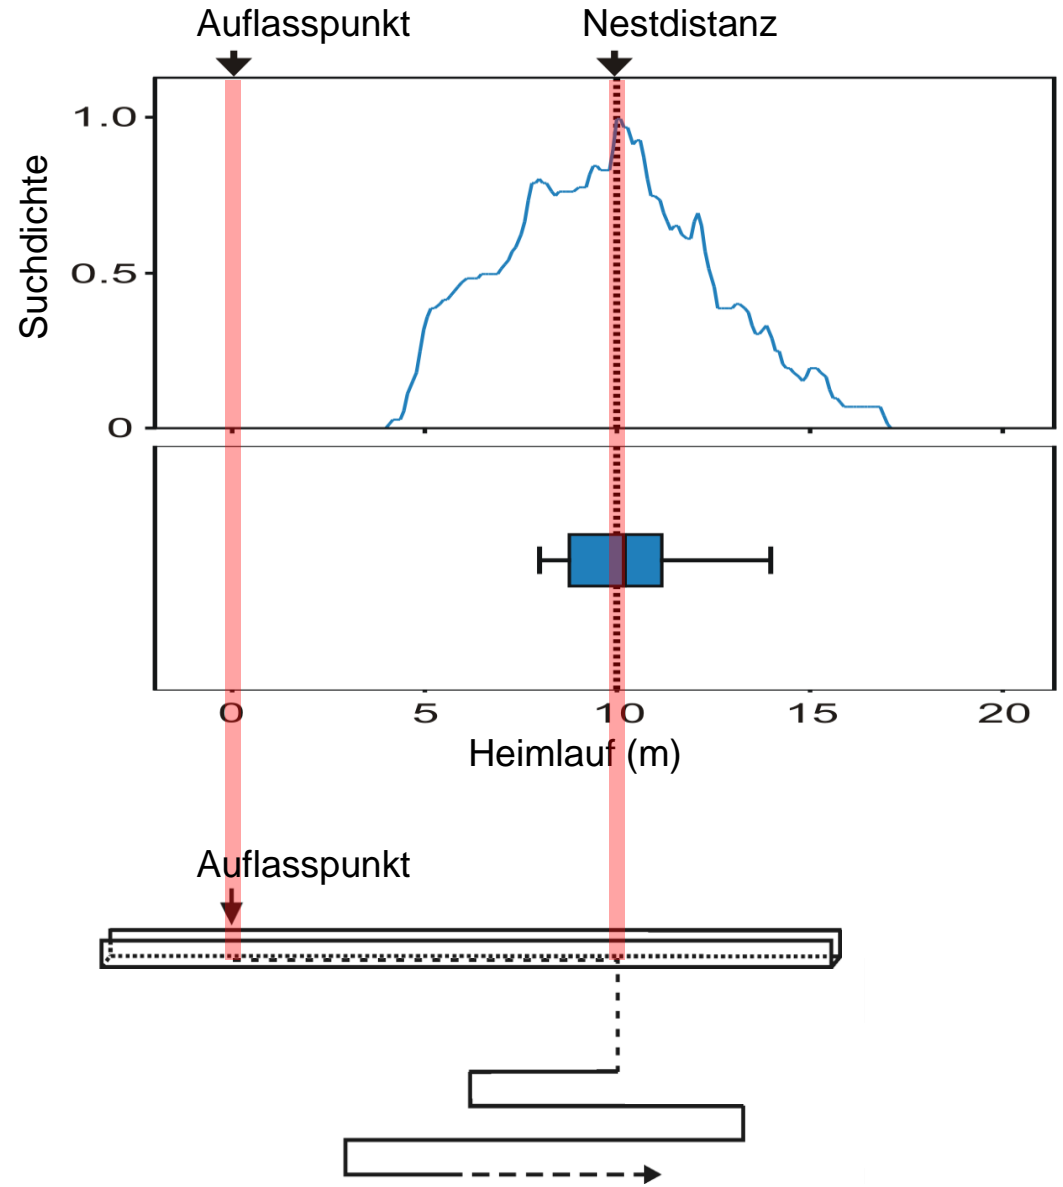 Auflasspunkt Nestdistanz
1.0
Suchdichte
0.5
0
0 5 10 15 20
Heimlauf (m)
Auflasspunkt